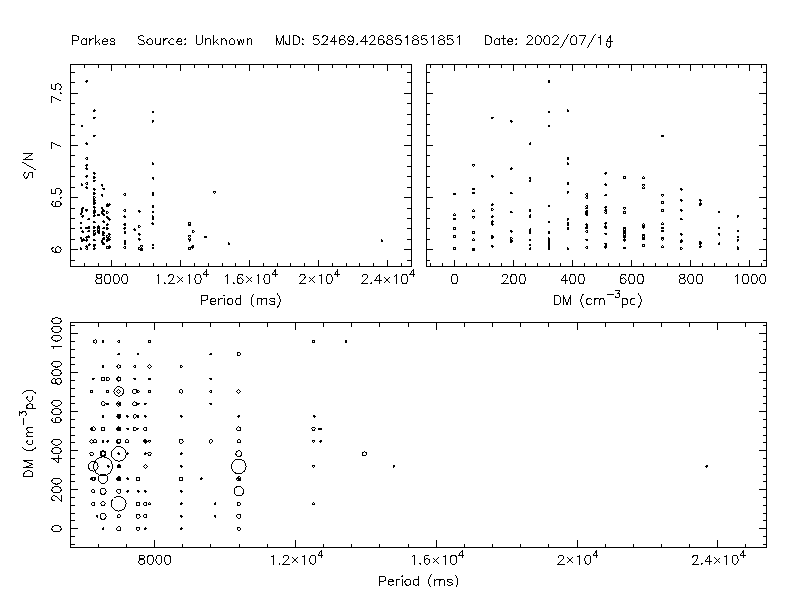 Parkes Source: Unknown MJD: 52469.426851851851 Date: 2002/07/14
S/N
6 6.5 7 7.5
8000 1.2×10⁴ 1.6×10⁴ 2×10⁴ 2.4×10⁴
Period (ms)
0 200 400 600 800 1000
DM (cm⁻³pc)
DM (cm⁻³pc)
0 200 400 600 800 1000
8000 1.2×10⁴ 1.6×10⁴ 2×10⁴ 2.4×10⁴
Period (ms)